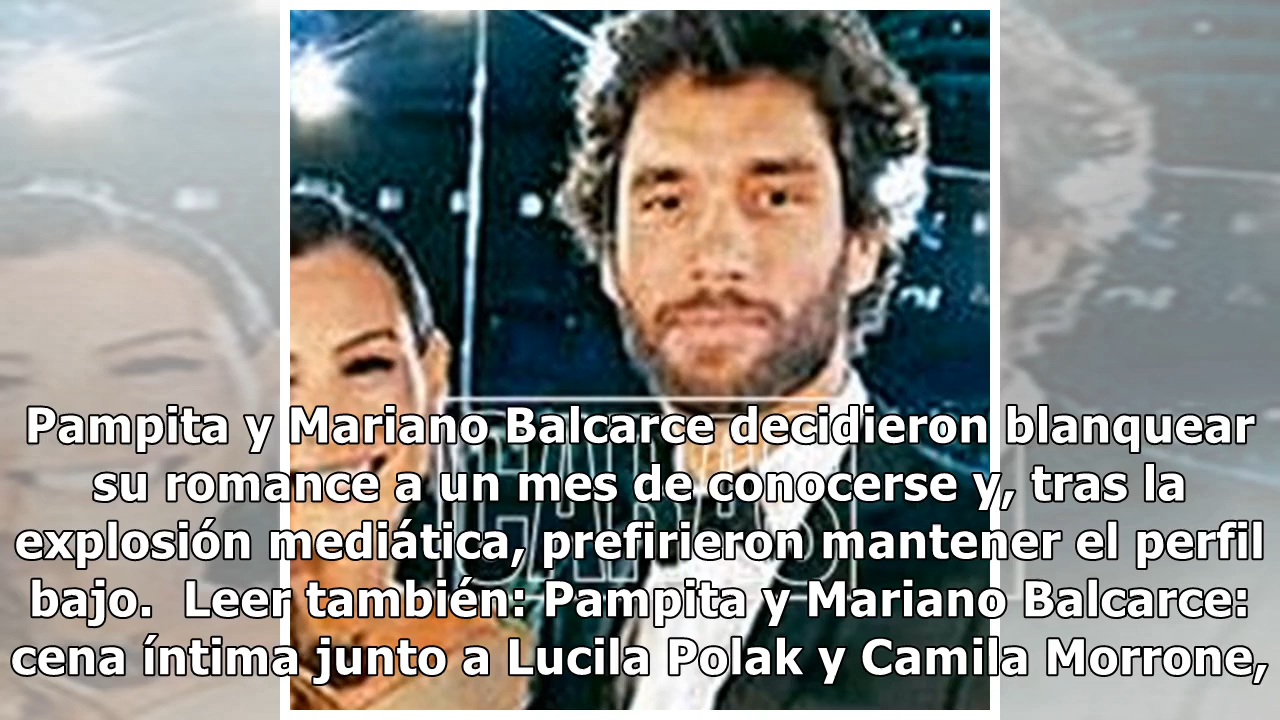 Pampita y Mariano Balcarce decidieron blanquear
su romance a un mes de conocerse y, tras la
explosión mediática, prefirieron mantener el perfil
bajo.  Leer también: Pampita y Mariano Balcarce:
cena íntima junto a Lucila Polak y Camila Morrone,
CARAS